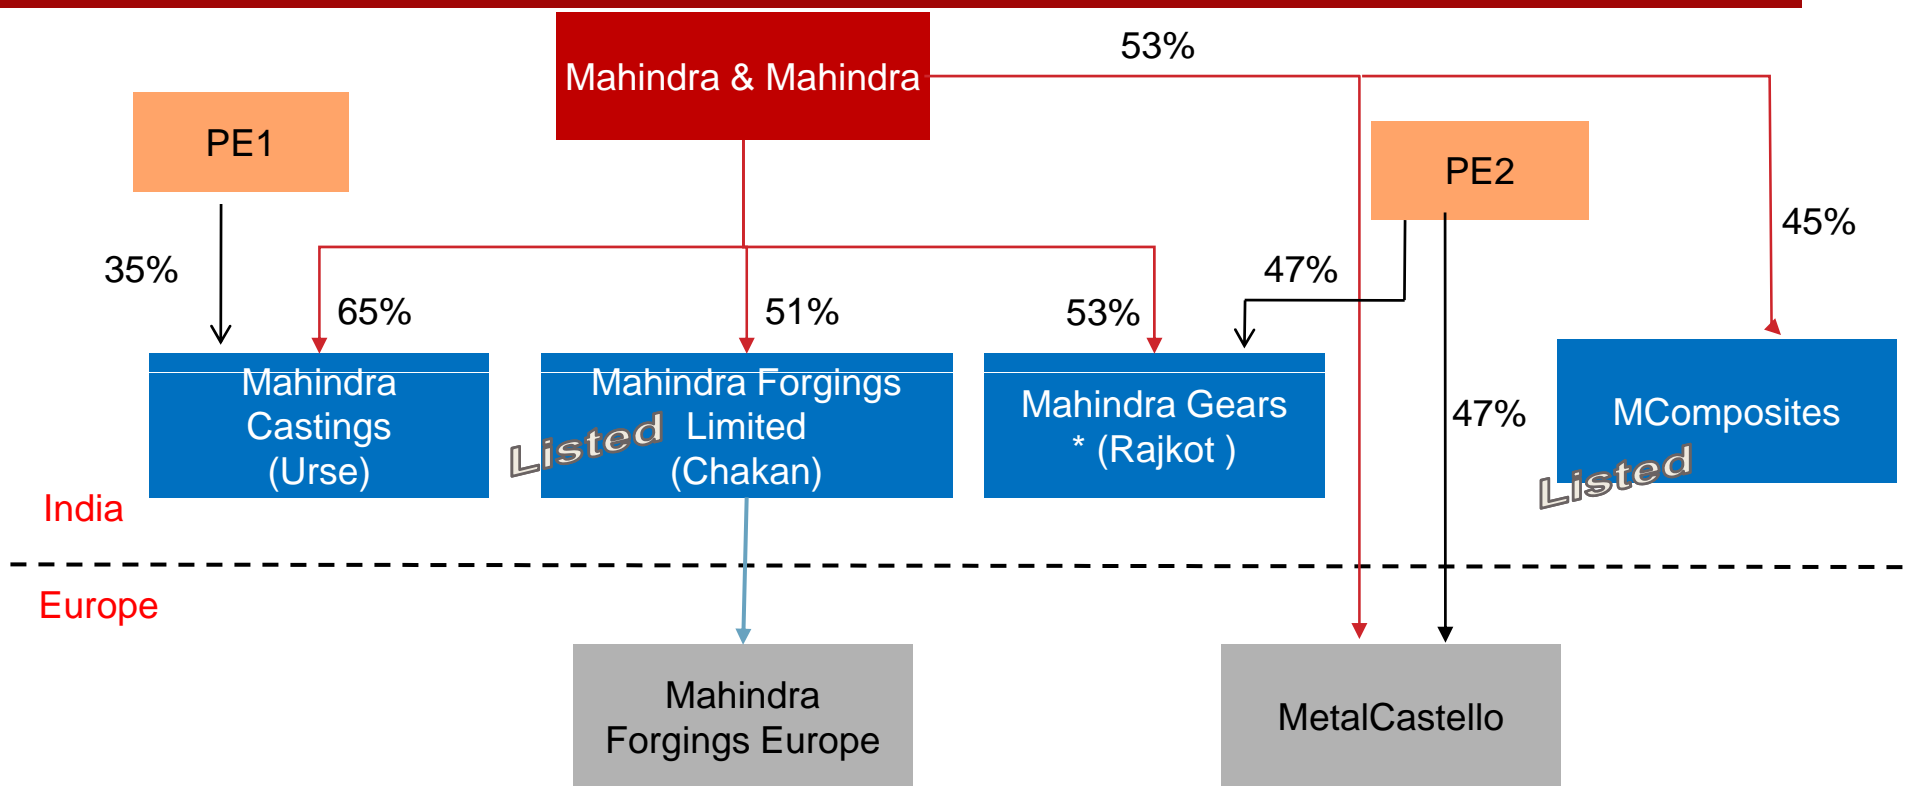 53%
Mahindra & Mahindra
PE1
PE2
45%
35%
47%
65%
51%
53%
Mahindra
Castings
(Urse)
Mahindra Forgings
Limited
(Chakan)
Listed
Mahindra Gears
* (Rajkot )
47%
MComposites
Listed
India
Europe
Mahindra
Forgings Europe
MetalCastello